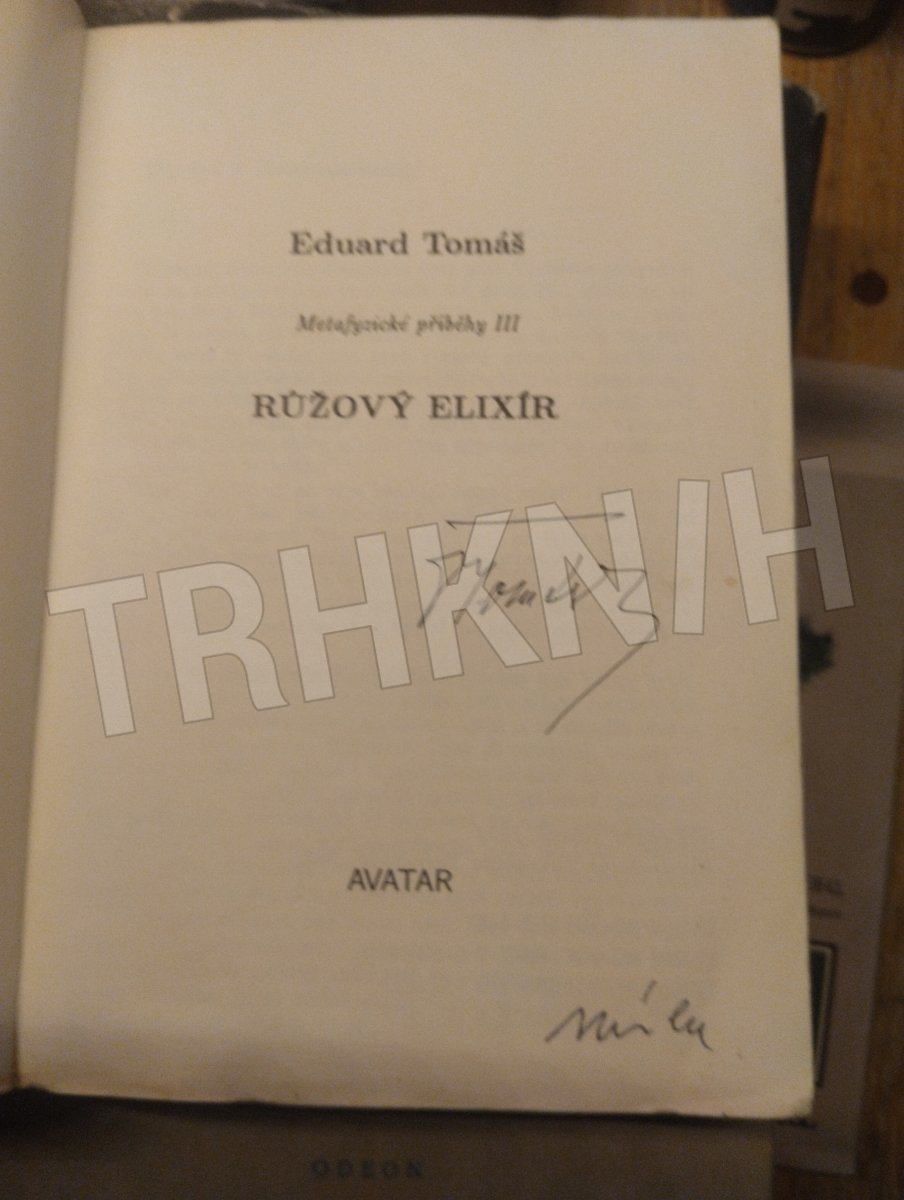 Eduard Tomáš
Metafyzické příběhy III
RŮŽOVÝ ELIXÍR
TRHKNIH
AVATAR
ODEON